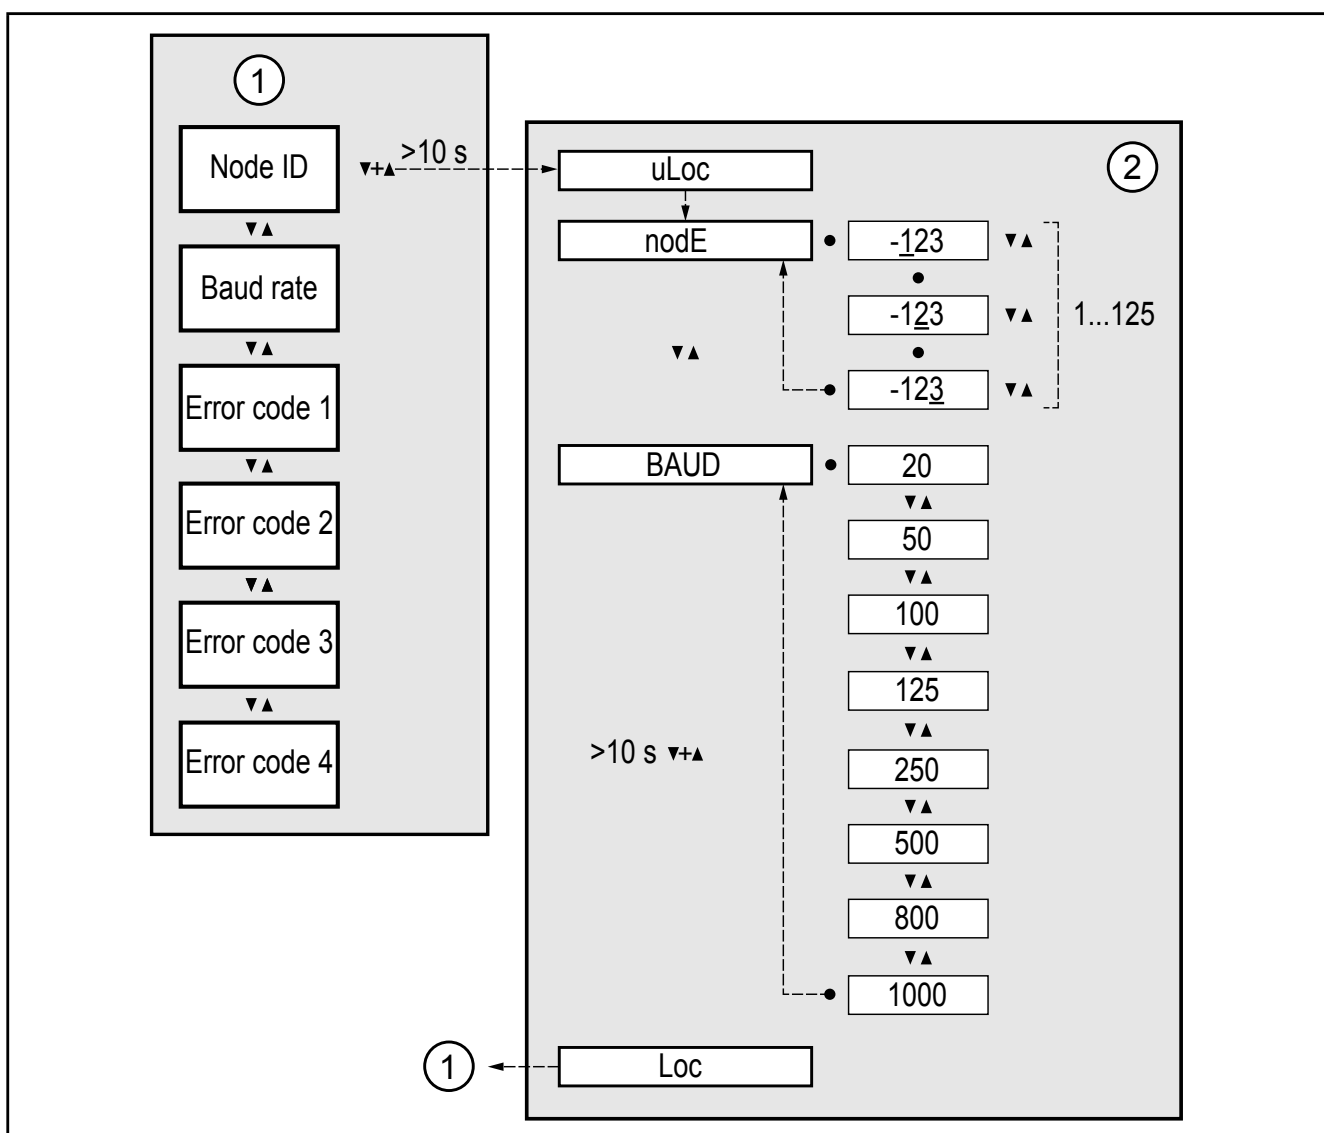 1
Node ID
▼+▲ >10 s
▼ ▲
Baud rate
▼ ▲
Error code 1
▼ ▲
Error code 2
▼ ▲
Error code 3
▼ ▲
Error code 4
2
uLoc
nodE
● -123 ▼ ▲
●
-123 ▼ ▲
●
● -123 ▼ ▲
1...125
▼ ▲
BAUD
● 20
▼ ▲
50
▼ ▲
100
▼ ▲
125
▼ ▲
250
▼ ▲
500
▼ ▲
800
▼ ▲
● 1000
>10 s ▼+▲
Loc
1